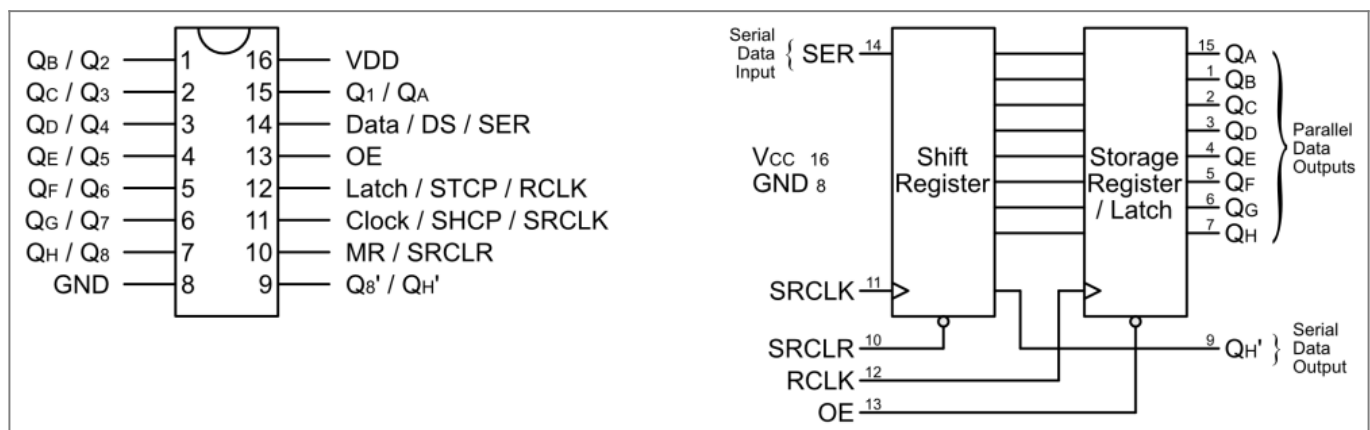 QB / Q2 1 16 VDD
QC / Q3 2 15 Q1 / QA
QD / Q4 3 14 Data / DS / SER
QE / Q5 4 13 OE
QF / Q6 5 12 Latch / STCP / RCLK
QG / Q7 6 11 Clock / SHCP / SRCLK
QH / Q8 7 10 MR / SRCLR
GND 8 9 Q8' / QH'
Serial
Data
Input
SER 14
VCC 16
GND 8
Shift
Register
Storage
Register
/ Latch
15 QA
1 QB
2 QC
3 QD
4 QE
5 QF
6 QG
7 QH
Parallel
Data
Outputs
SRCLK 11
SRCLR 10
RCLK 12
OE 13
9 QH'
Serial
Data
Output